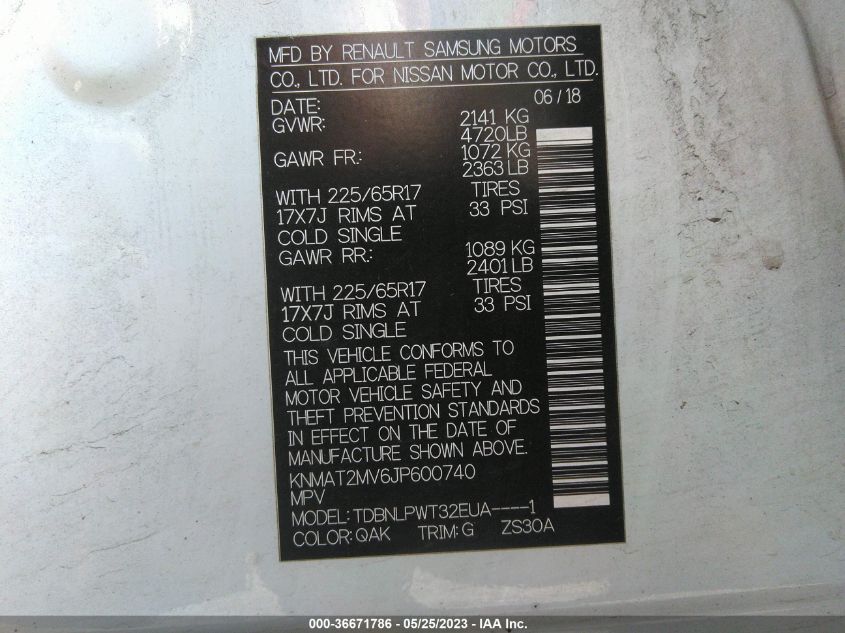 MFD BY RENAULT SAMSUNG MOTORS
CO., LTD. FOR NISSAN MOTOR CO., LTD.
DATE: 06/18
GVWR: 2141 KG
4720LB
GAWR FR.: 1072 KG
2363 LB
WITH 225/65R17 TIRES
17X7J RIMS AT 33 PSI
COLD SINGLE
GAWR RR.: 1089 KG
2401 LB
WITH 225/65R17 TIRES
17X7J RIMS AT 33 PSI
COLD SINGLE
THIS VEHICLE CONFORMS TO
ALL APPLICABLE FEDERAL
MOTOR VEHICLE SAFETY AND
THEFT PREVENTION STANDARDS
IN EFFECT ON THE DATE OF
MANUFACTURE SHOWN ABOVE.
KNMAT2MV6JP600740
MPV
MODEL: TDBNLPWT32EUA----1
COLOR: QAK TRIM: G ZS30A
000-36671786 - 05/25/2023 - IAA Inc.